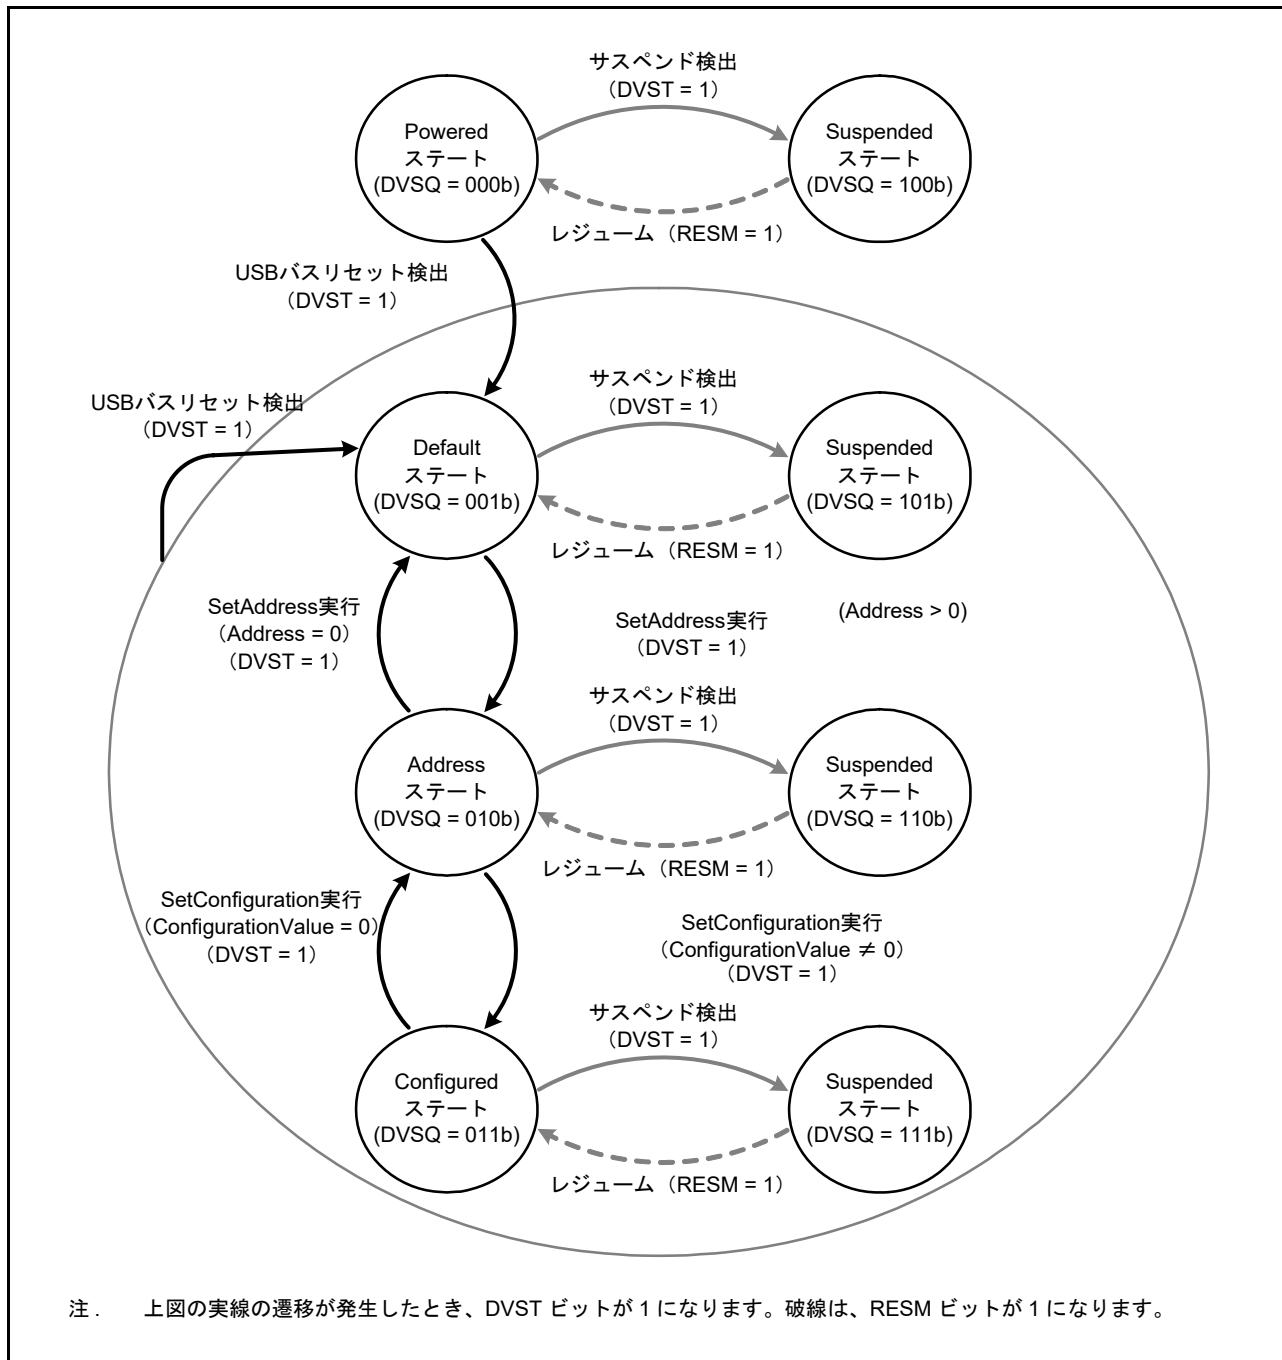 サスペンド検出
（DVST = 1）
Powered
ステート
(DVSQ = 000b)
Suspended
ステート
(DVSQ = 100b)
レジューム（RESM = 1）
USBバスリセット検出
（DVST = 1）
サスペンド検出
（DVST = 1）
USBバスリセット検出
（DVST = 1）
Default
ステート
(DVSQ = 001b)
Suspended
ステート
(DVSQ = 101b)
レジューム（RESM = 1）
SetAddress実行
（Address = 0）
（DVST = 1）
SetAddress実行
（DVST = 1）
(Address > 0)
サスペンド検出
（DVST = 1）
Address
ステート
(DVSQ = 010b)
Suspended
ステート
(DVSQ = 110b)
レジューム（RESM = 1）
SetConfiguration実行
（ConfigurationValue = 0）
（DVST = 1）
SetConfiguration実行
（ConfigurationValue ≠ 0）
（DVST = 1）
サスペンド検出
（DVST = 1）
Configured
ステート
(DVSQ = 011b)
Suspended
ステート
(DVSQ = 111b)
レジューム（RESM = 1）
注． 上図の実線の遷移が発生したとき、DVST ビットが 1 になります。破線は、RESM ビットが 1 になります。